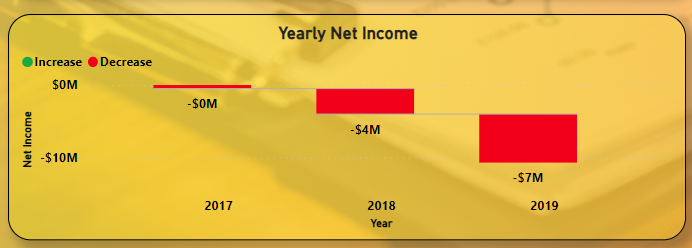 Yearly Net Income
Increase Decrease
$0M
-$0M
-$4M
Net Income
-$10M
-$7M
2017 2018 2019
Year